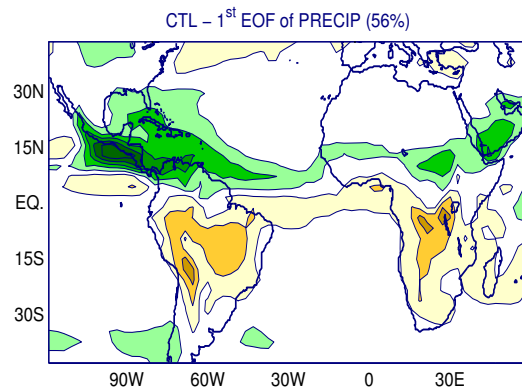 CTL – 1st EOF of PRECIP (56%)
30N
15N
EQ.
15S
30S
90W 60W 30W 0 30E